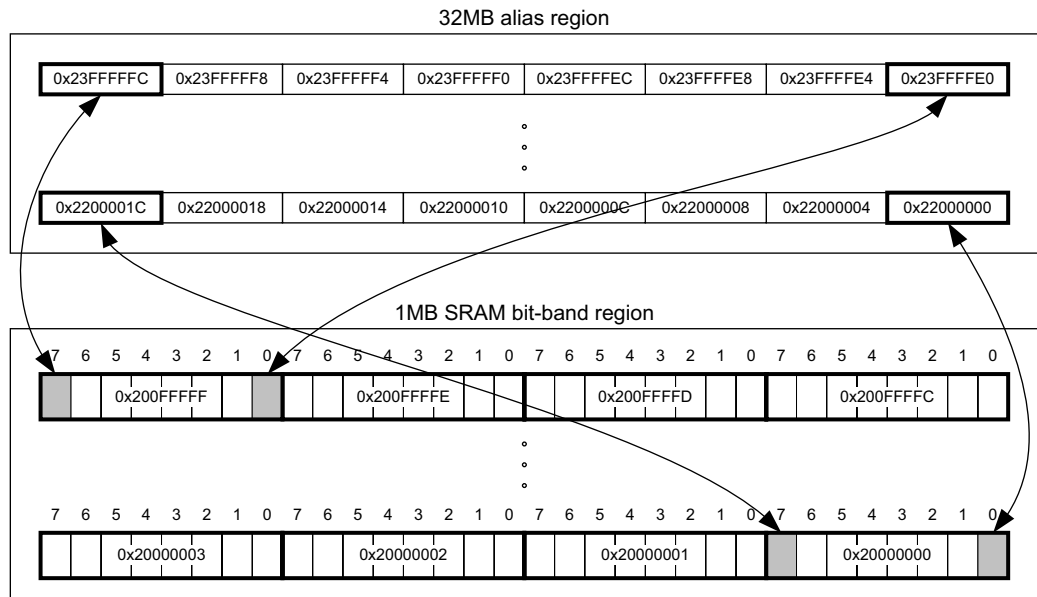 32MB alias region
0x23FFFFFC 0x23FFFFF8 0x23FFFFF4 0x23FFFFF0 0x23FFFFEC 0x23FFFFE8 0x23FFFFE4 0x23FFFFE0
0x2200001C 0x22000018 0x22000014 0x22000010 0x2200000C 0x22000008 0x22000004 0x22000000
1MB SRAM bit-band region
7 6 5 4 3 2 1 0 7 6 5 4 3 2 1 0 7 6 5 4 3 2 1 0 7 6 5 4 3 2 1 0
0x200FFFFF 0x200FFFFE 0x200FFFFD 0x200FFFFC
7 6 5 4 3 2 1 0 7 6 5 4 3 2 1 0 7 6 5 4 3 2 1 0 7 6 5 4 3 2 1 0
0x20000003 0x20000002 0x20000001 0x20000000